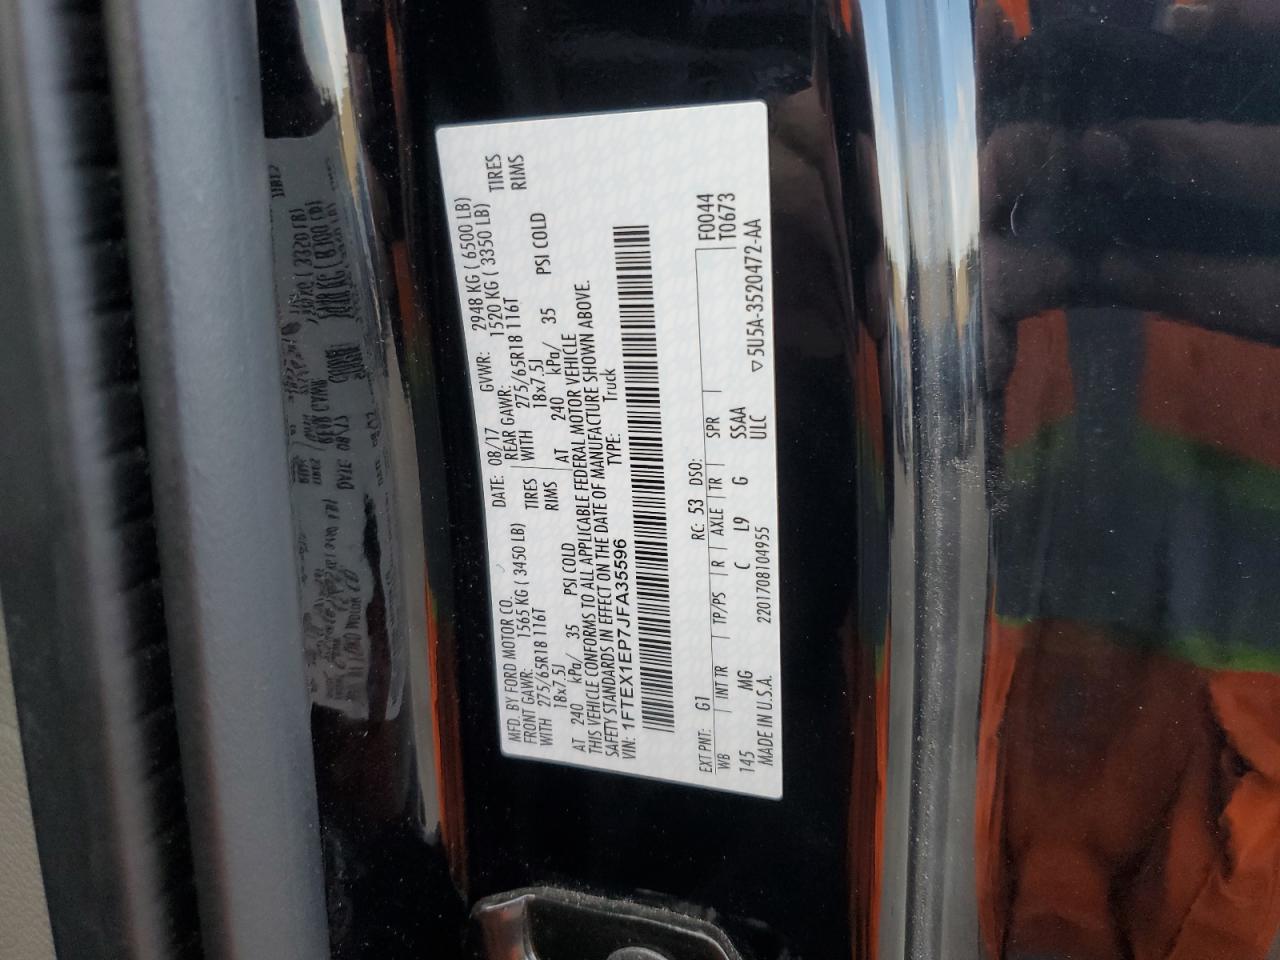 MFD. BY FORD MOTOR CO.
DATE: 08/17 GVWR: 2948 KG ( 6500 LB)
FRONT GAWR: 1565 KG ( 3450 LB) REAR GAWR: 1520 KG ( 3350 LB)
WITH 275/65R18 116T TIRES WITH 275/65R18 116T TIRES
18x7.5J RIMS 18x7.5J RIMS
AT 240 kPa/ 35 PSI COLD AT 240 kPa/ 35 PSI COLD
THIS VEHICLE CONFORMS TO ALL APPLICABLE FEDERAL MOTOR VEHICLE
SAFETY STANDARDS IN EFFECT ON THE DATE OF MANUFACTURE SHOWN ABOVE.
VIN: 1FTEX1EP7JFA35596 TYPE: Truck
F0044
EXT PNT: G1 RC: 53 DSO: T0673
WB INT TR TP/PS R AXLE TR SPR
145 MG C L9 G SSAA
MADE IN U.S.A. 2201708104955 ULC ▽5U5A-3520472-AA